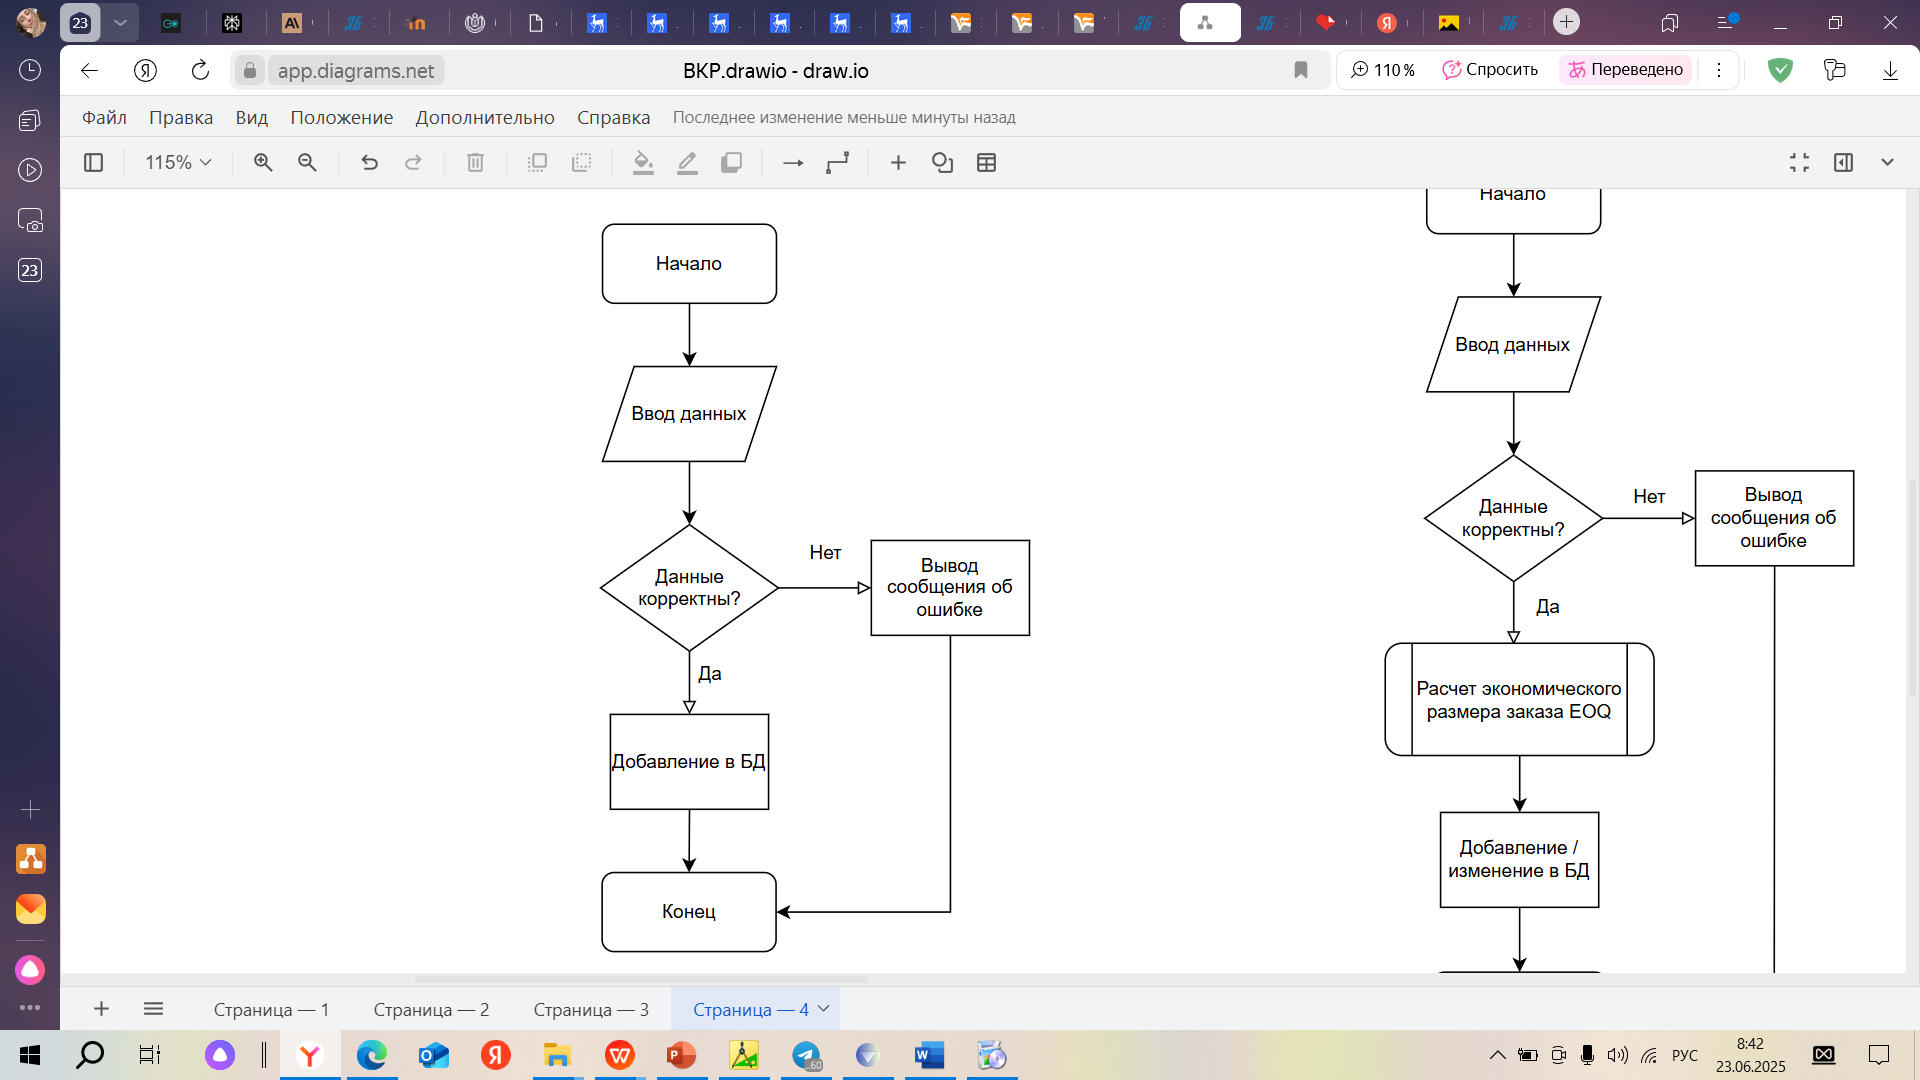 23
app.diagrams.net
BKP.drawio - draw.io
110 %
Спросить
Переведено
Файл
Правка
Вид
Положение
Дополнительно
Справка
Последнее изменение меньше минуты назад
115%
23
Начало
Ввод данных
Данные
корректны?
Нет
Вывод
сообщения об
ошибке
Да
Добавление в БД
Конец
Начало
Ввод данных
Данные
корректны?
Нет
Вывод
сообщения об
ошибке
Да
Расчет экономического
размера заказа EOQ
Добавление /
изменение в БД
Страница — 1
Страница — 2
Страница — 3
Страница — 4
60
РУС
8:42
23.06.2025